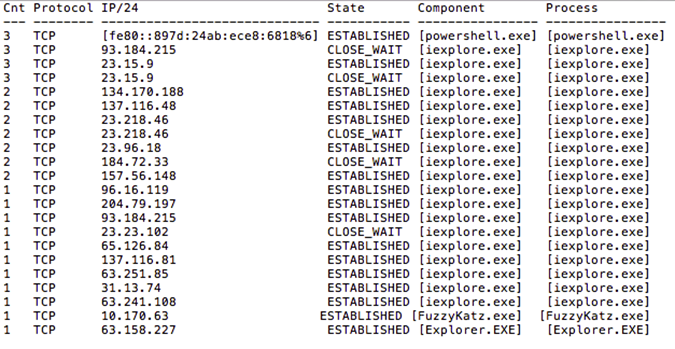 Cnt Protocol IP/24 State Component Process
--- -------- ----- ----- --------- -------
3 TCP [fe80::897d:24ab:ece8:6818%6] ESTABLISHED [powershell.exe] [powershell.exe]
3 TCP 93.184.215 CLOSE_WAIT [iexplore.exe] [iexplore.exe]
3 TCP 23.15.9 ESTABLISHED [iexplore.exe] [iexplore.exe]
3 TCP 23.15.9 CLOSE_WAIT [iexplore.exe] [iexplore.exe]
2 TCP 134.170.188 ESTABLISHED [iexplore.exe] [iexplore.exe]
2 TCP 137.116.48 ESTABLISHED [iexplore.exe] [iexplore.exe]
2 TCP 23.218.46 ESTABLISHED [iexplore.exe] [iexplore.exe]
2 TCP 23.218.46 CLOSE_WAIT [iexplore.exe] [iexplore.exe]
2 TCP 23.96.18 ESTABLISHED [iexplore.exe] [iexplore.exe]
2 TCP 184.72.33 CLOSE_WAIT [iexplore.exe] [iexplore.exe]
2 TCP 157.56.148 ESTABLISHED [iexplore.exe] [iexplore.exe]
1 TCP 96.16.119 ESTABLISHED [iexplore.exe] [iexplore.exe]
1 TCP 204.79.197 ESTABLISHED [iexplore.exe] [iexplore.exe]
1 TCP 93.184.215 ESTABLISHED [iexplore.exe] [iexplore.exe]
1 TCP 23.23.102 CLOSE_WAIT [iexplore.exe] [iexplore.exe]
1 TCP 65.126.84 ESTABLISHED [iexplore.exe] [iexplore.exe]
1 TCP 137.116.81 ESTABLISHED [iexplore.exe] [iexplore.exe]
1 TCP 63.251.85 ESTABLISHED [iexplore.exe] [iexplore.exe]
1 TCP 31.13.74 ESTABLISHED [iexplore.exe] [iexplore.exe]
1 TCP 63.241.108 ESTABLISHED [iexplore.exe] [iexplore.exe]
1 TCP 10.170.63 ESTABLISHED [FuzzyKatz.exe] [FuzzyKatz.exe]
1 TCP 63.158.227 ESTABLISHED [Explorer.EXE] [Explorer.EXE]